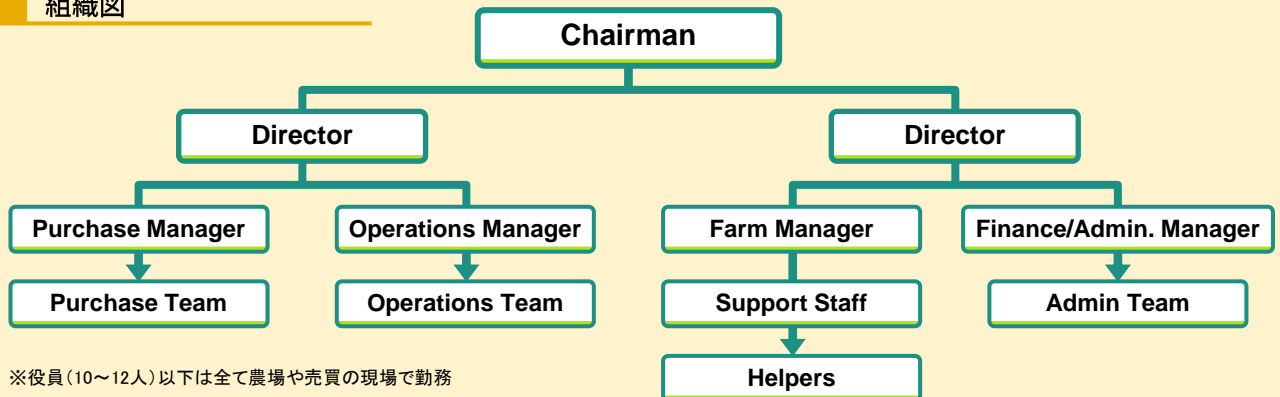 組織図
Chairman
Director
Director
Purchase Manager
Operations Manager
Farm Manager
Finance/Admin. Manager
Purchase Team
Operations Team
Support Staff
Admin Team
Helpers
※役員(10～12人)以下は全て農場や売買の現場で勤務